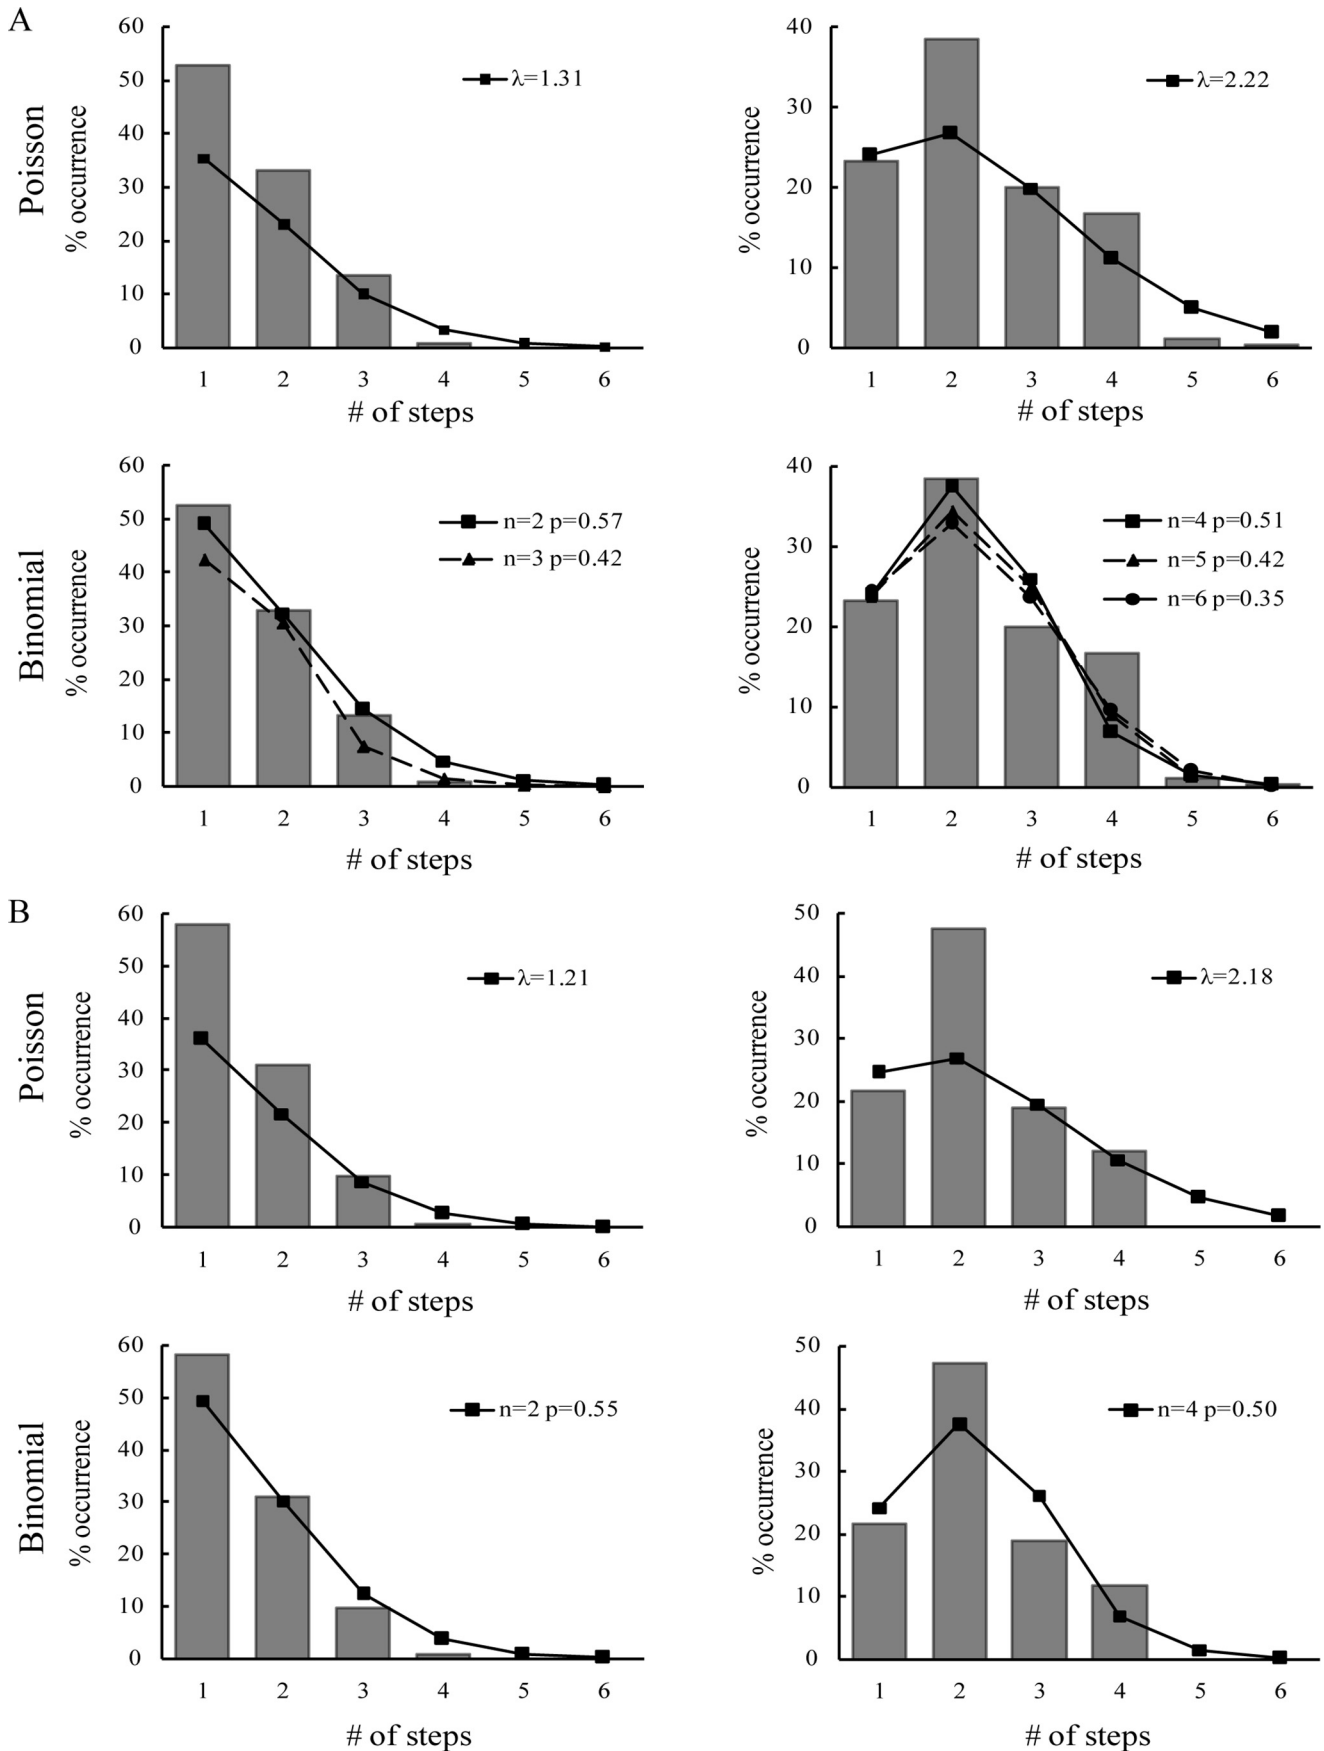 A
Poisson
% occurrence
60
50
40
30
20
10
0
λ=1.31
1 2 3 4 5 6
# of steps
% occurrence
40
30
20
10
0
λ=2.22
1 2 3 4 5 6
# of steps
Binomial
% occurrence
60
50
40
30
20
10
0
n=2 p=0.57
n=3 p=0.42
1 2 3 4 5 6
# of steps
% occurrence
40
30
20
10
0
n=4 p=0.51
n=5 p=0.42
n=6 p=0.35
1 2 3 4 5 6
# of steps
B
Poisson
% occurrence
60
50
40
30
20
10
0
λ=1.21
1 2 3 4 5 6
# of steps
% occurrence
50
40
30
20
10
0
λ=2.18
1 2 3 4 5 6
# of steps
Binomial
% occurrence
60
50
40
30
20
10
0
n=2 p=0.55
1 2 3 4 5 6
# of steps
% occurrence
50
40
30
20
10
0
n=4 p=0.50
1 2 3 4 5 6
# of steps